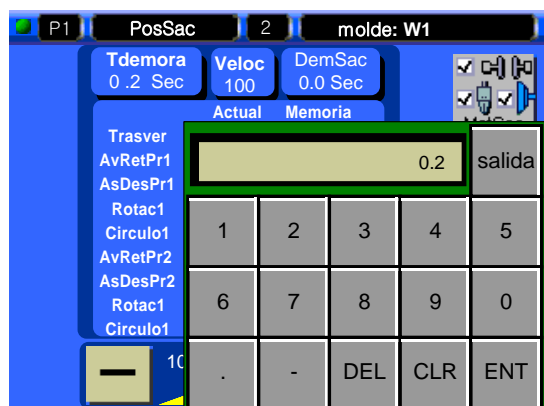 P1 PosSac 2 molde: W1
Tdemora Veloc DemSac
0 .2 Sec 100 0.0 Sec
Actual Memoria
Trasver
AvRetPr1
AsDesPr1
Rotac1
Circulo1
AvRetPr2
AsDesPr2
Rotac1
Circulo1
0.2 salida
1 2 3 4 5
6 7 8 9 0
. - DEL CLR ENT
10